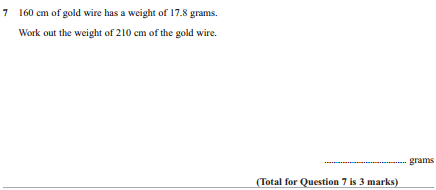 7 160 cm of gold wire has a weight of 17.8 grams.
Work out the weight of 210 cm of the gold wire.
....................................... grams
(Total for Question 7 is 3 marks)